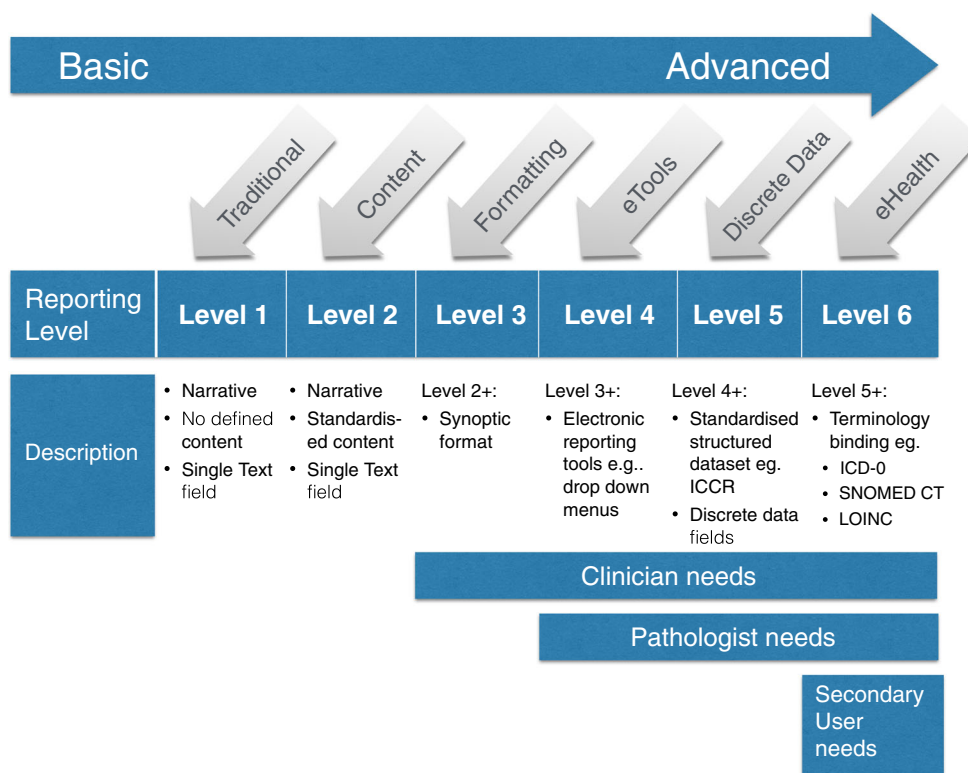 Basic
Advanced
Traditional
Content
Formatting
eTools
Discrete Data
eHealth
Reporting
Level
Level 1
Level 2
Level 3
Level 4
Level 5
Level 6
Description
• Narrative
• No defined
content
• Single Text
field
• Narrative
• Standardis-
ed content
• Single Text
field
Level 2+:
• Synoptic
format
Level 3+:
• Electronic
reporting
tools e.g..
drop down
menus
Level 4+:
• Standardised
structured
dataset eg.
ICCR
• Discrete data
fields
Level 5+:
• Terminology
binding eg.
• ICD-0
• SNOMED CT
• LOINC
Clinician needs
Pathologist needs
Secondary
User
needs